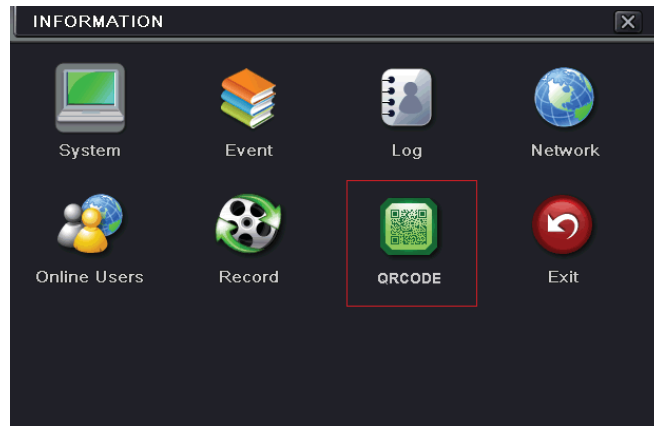 INFORMATION
System Event Log Network
Online Users Record QRCODE Exit